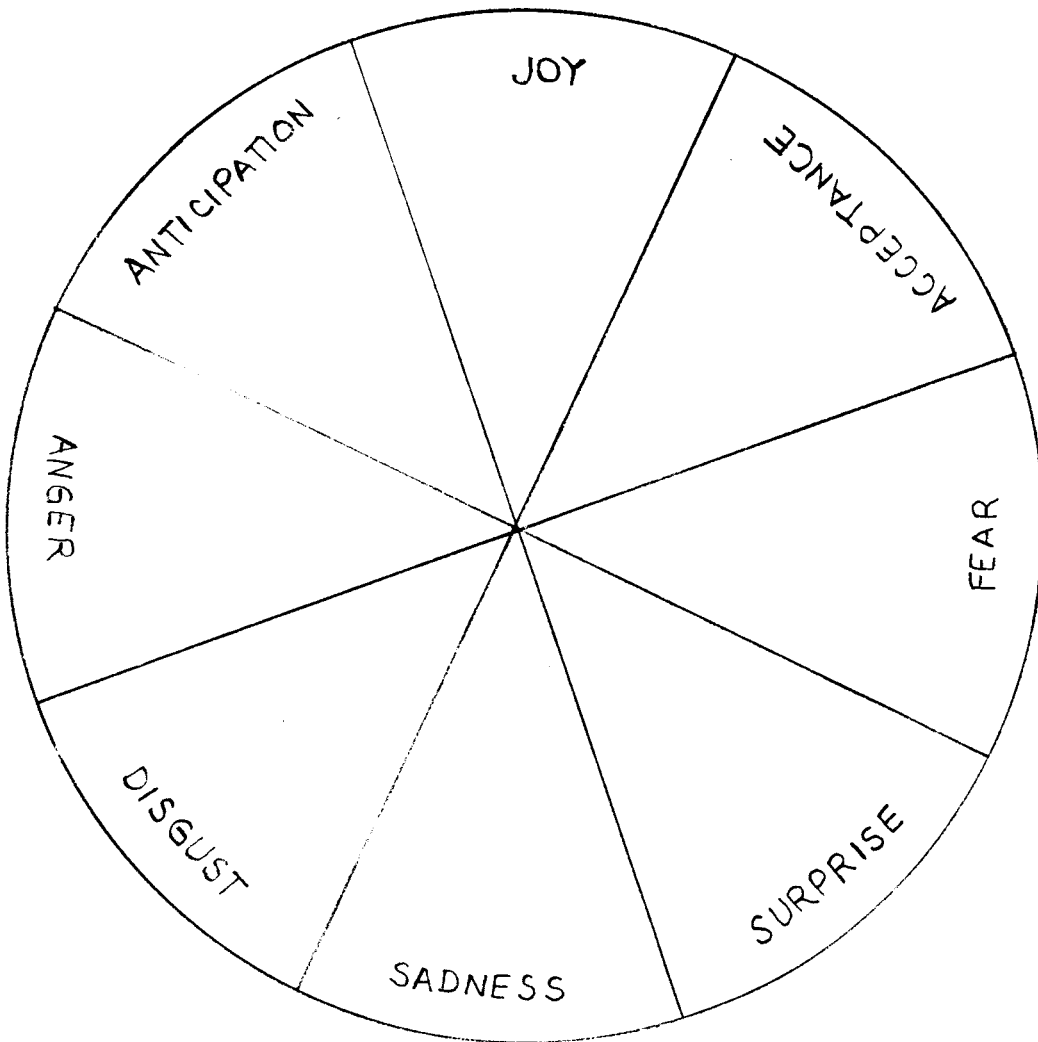 JOY
ACCEPTANCE
FEAR
SURPRISE
SADNESS
DISGUST
ANGER
ANTICIPATION